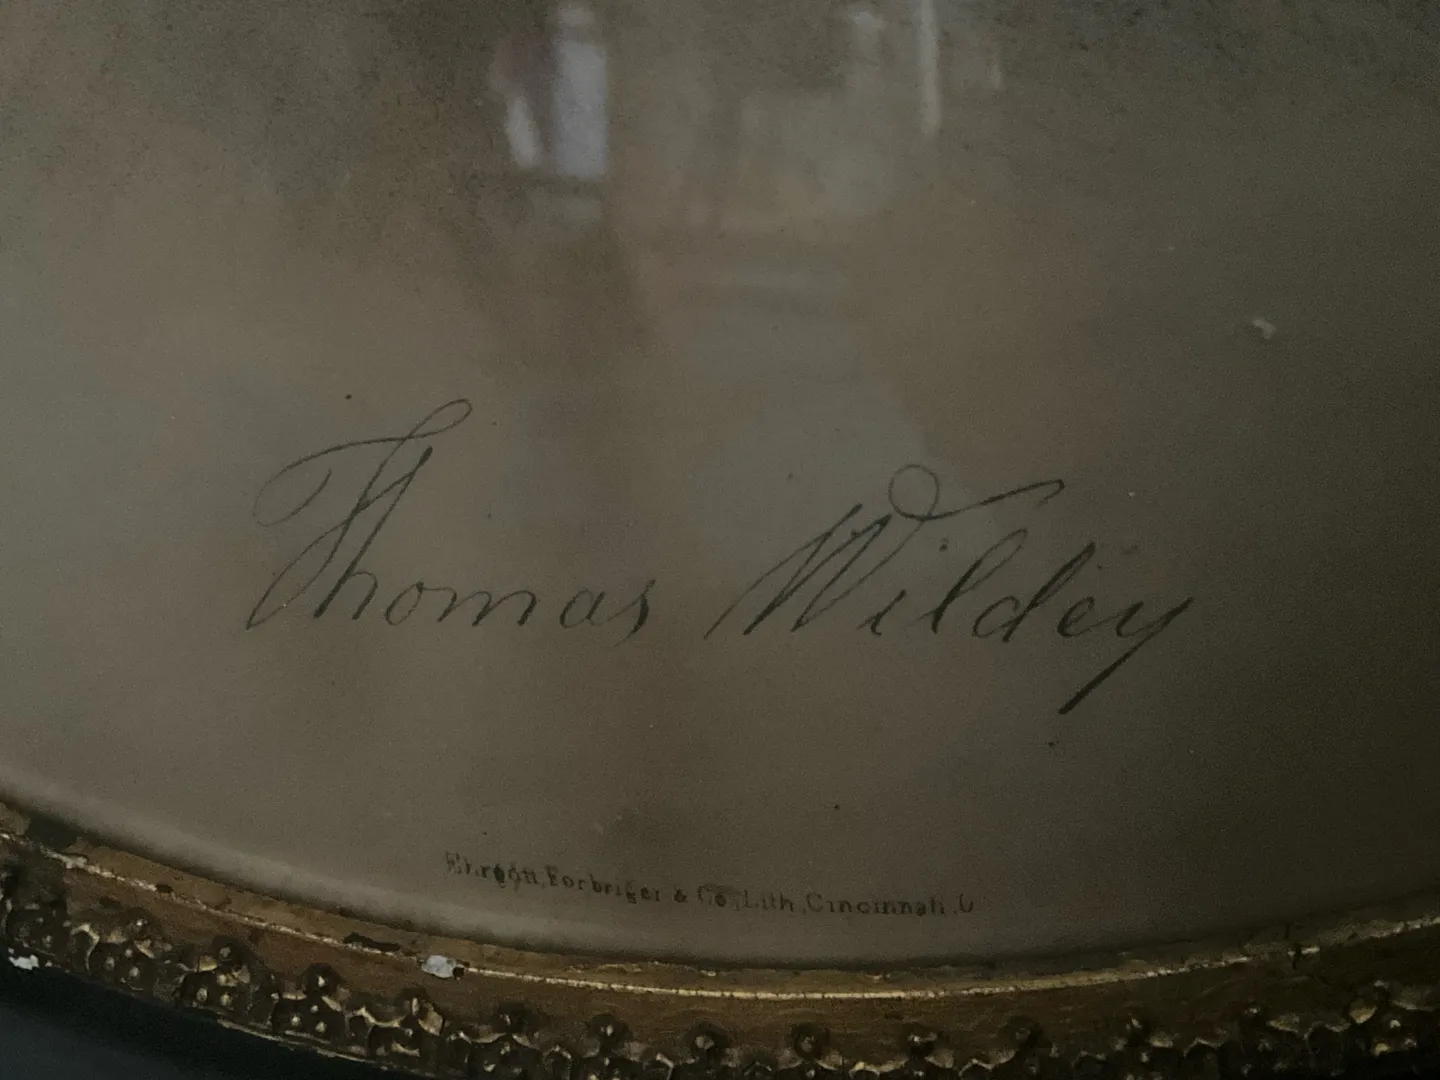 Thomas Wildey
Ehrgott, Forbriger & Co. Lith. Cincinnati. O